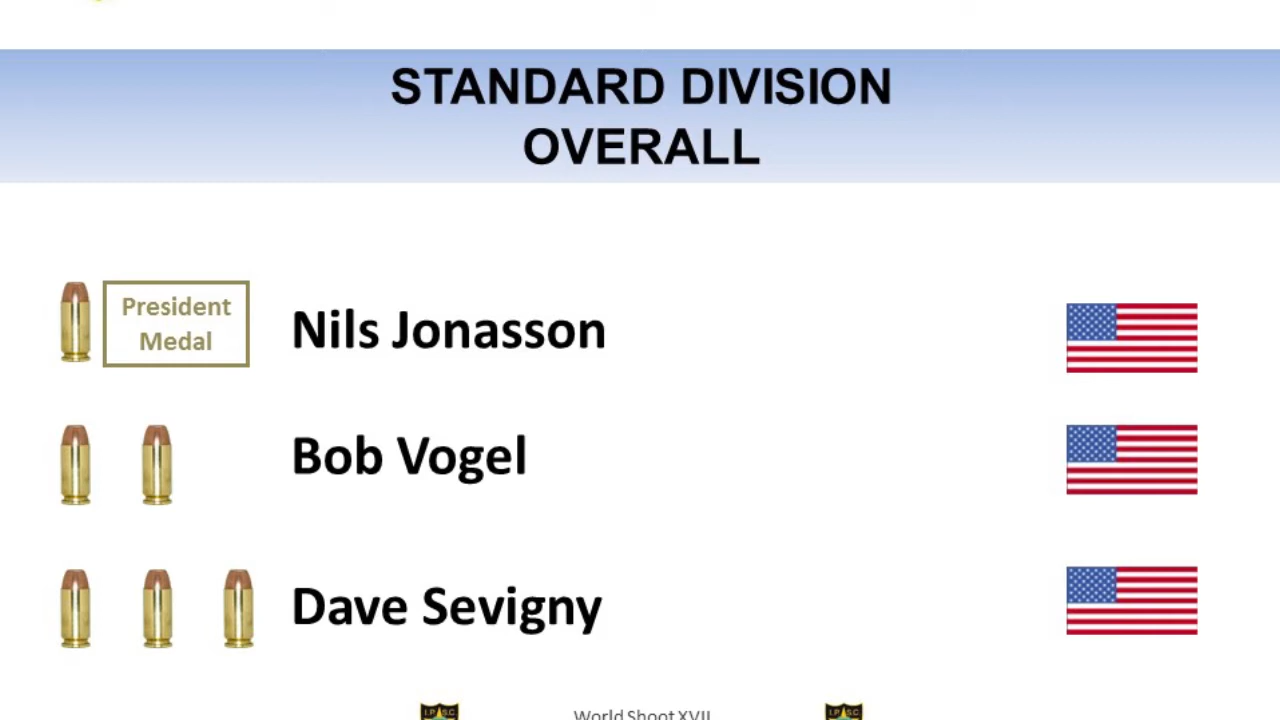 STANDARD DIVISION
OVERALL
President
Medal
Nils Jonasson
Bob Vogel
Dave Sevigny
I.P.S.C
World Shoot XVII
I.P.S.C